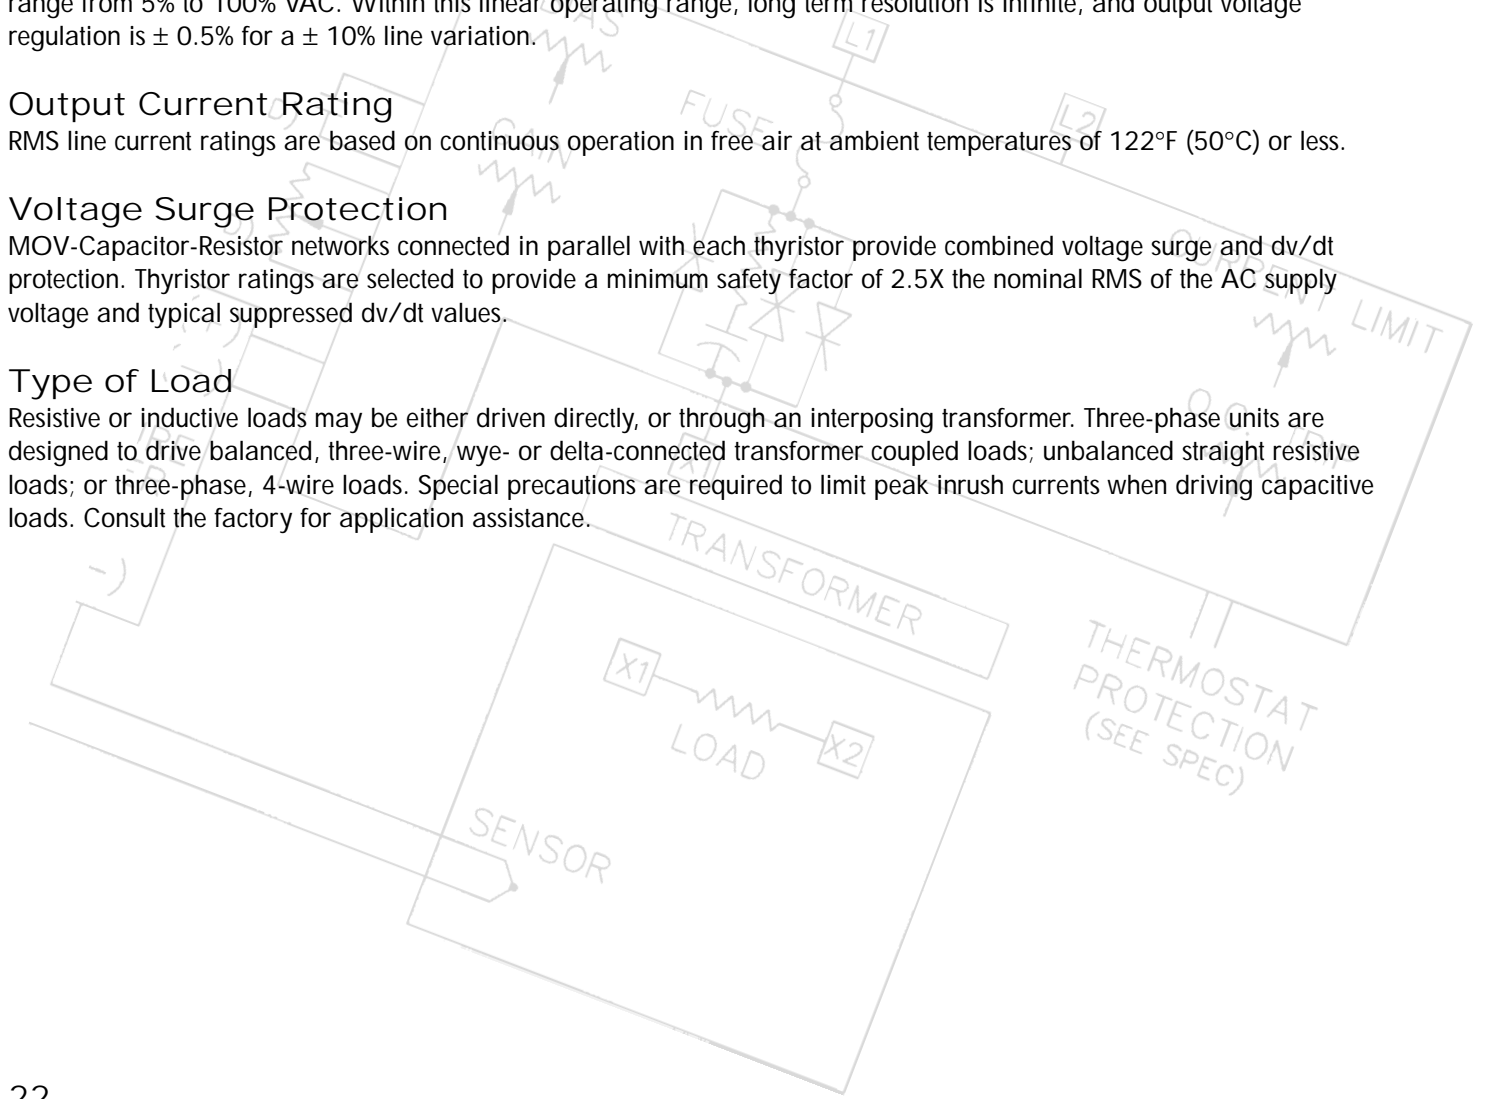 range from 5% to 100% VAC. Within this linear operating range, long term resolution is infinite, and output voltage
regulation is ± 0.5% for a ± 10% line variation.
Output Current Rating
RMS line current ratings are based on continuous operation in free air at ambient temperatures of 122°F (50°C) or less.
Voltage Surge Protection
MOV-Capacitor-Resistor networks connected in parallel with each thyristor provide combined voltage surge and dv/dt
protection. Thyristor ratings are selected to provide a minimum safety factor of 2.5X the nominal RMS of the AC supply
voltage and typical suppressed dv/dt values.
Type of Load
Resistive or inductive loads may be either driven directly, or through an interposing transformer. Three-phase units are
designed to drive balanced, three-wire, wye- or delta-connected transformer coupled loads; unbalanced straight resistive
loads; or three-phase, 4-wire loads. Special precautions are required to limit peak inrush currents when driving capacitive
loads. Consult the factory for application assistance.
L1
FUSE
L2
GAIN
CURRENT LIMIT
X1
TRANSFORMER
-)
X1
LOAD
X2
THERMOSTAT
PROTECTION
(SEE SPEC)
SENSOR
22